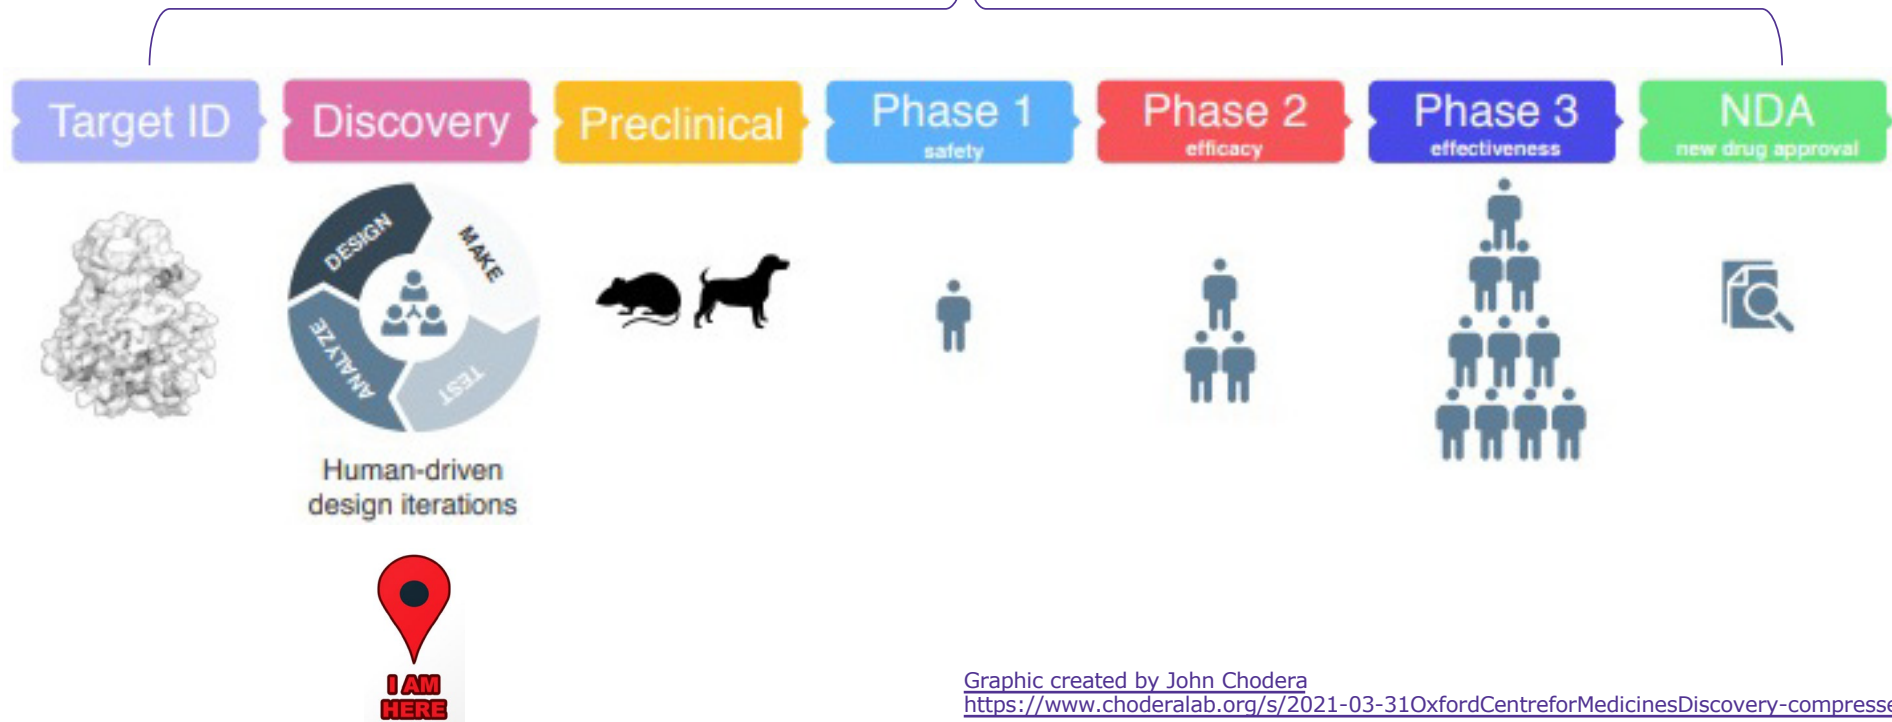 Target ID
Discovery
Preclinical
Phase 1
safety
Phase 2
efficacy
Phase 3
effectiveness
NDA
new drug approval
DESIGN
MAKE
TEST
ANALYZE
Human-driven
design iterations
I AM
HERE
Graphic created by John Chodera
https://www.choderalab.org/s/2021-03-31OxfordCentreforMedicinesDiscovery-compresse